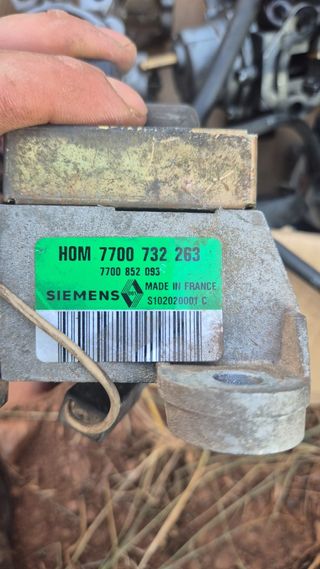 HOM 7700 732 263
7700 852 093
SIEMENS MADE IN FRANCE
S102020001 C